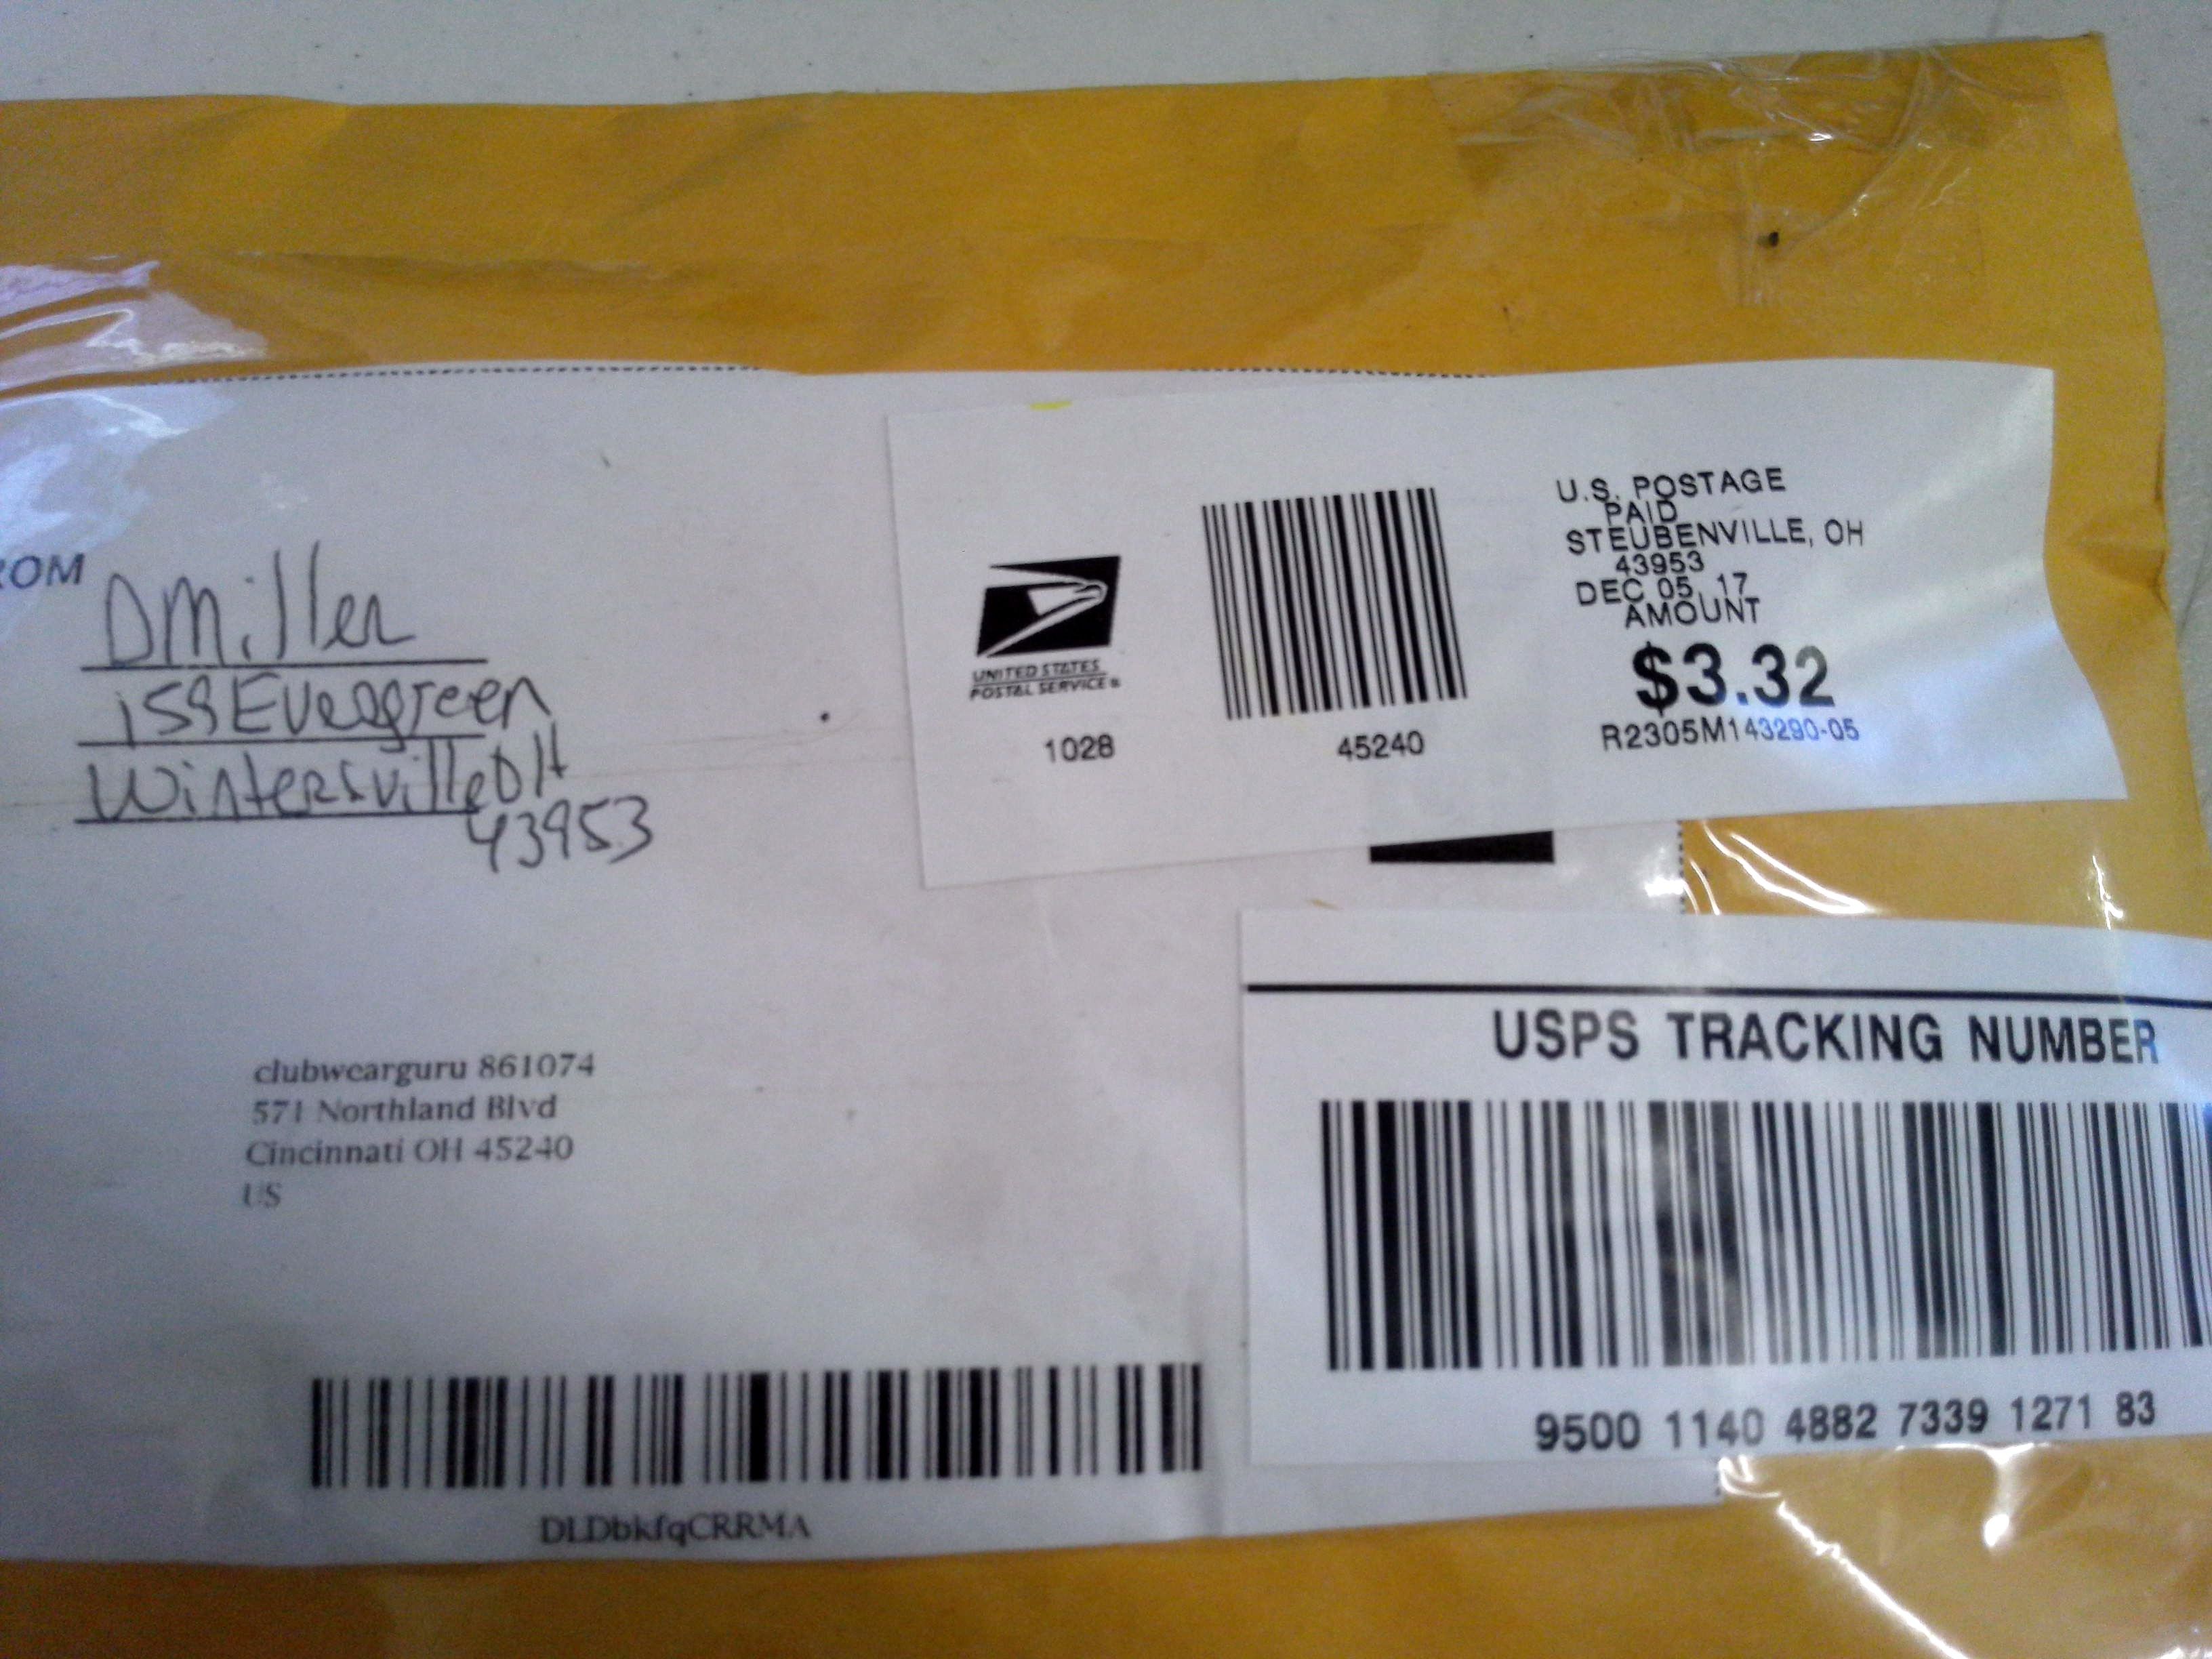 ROM
DMiller
159 Evergreen
Wintersville OH
43953
UNITED STATES
POSTAL SERVICE®
1028
45240
U.S. POSTAGE
PAID
STEUBENVILLE, OH
43953
DEC 05, 17
AMOUNT
$3.32
R2305M143290-05
clubwearguru 861074
571 Northland Blvd
Cincinnati OH 45240
US
DLDbkfqCRRMA
USPS TRACKING NUMBER
9500 1140 4882 7339 1271 83